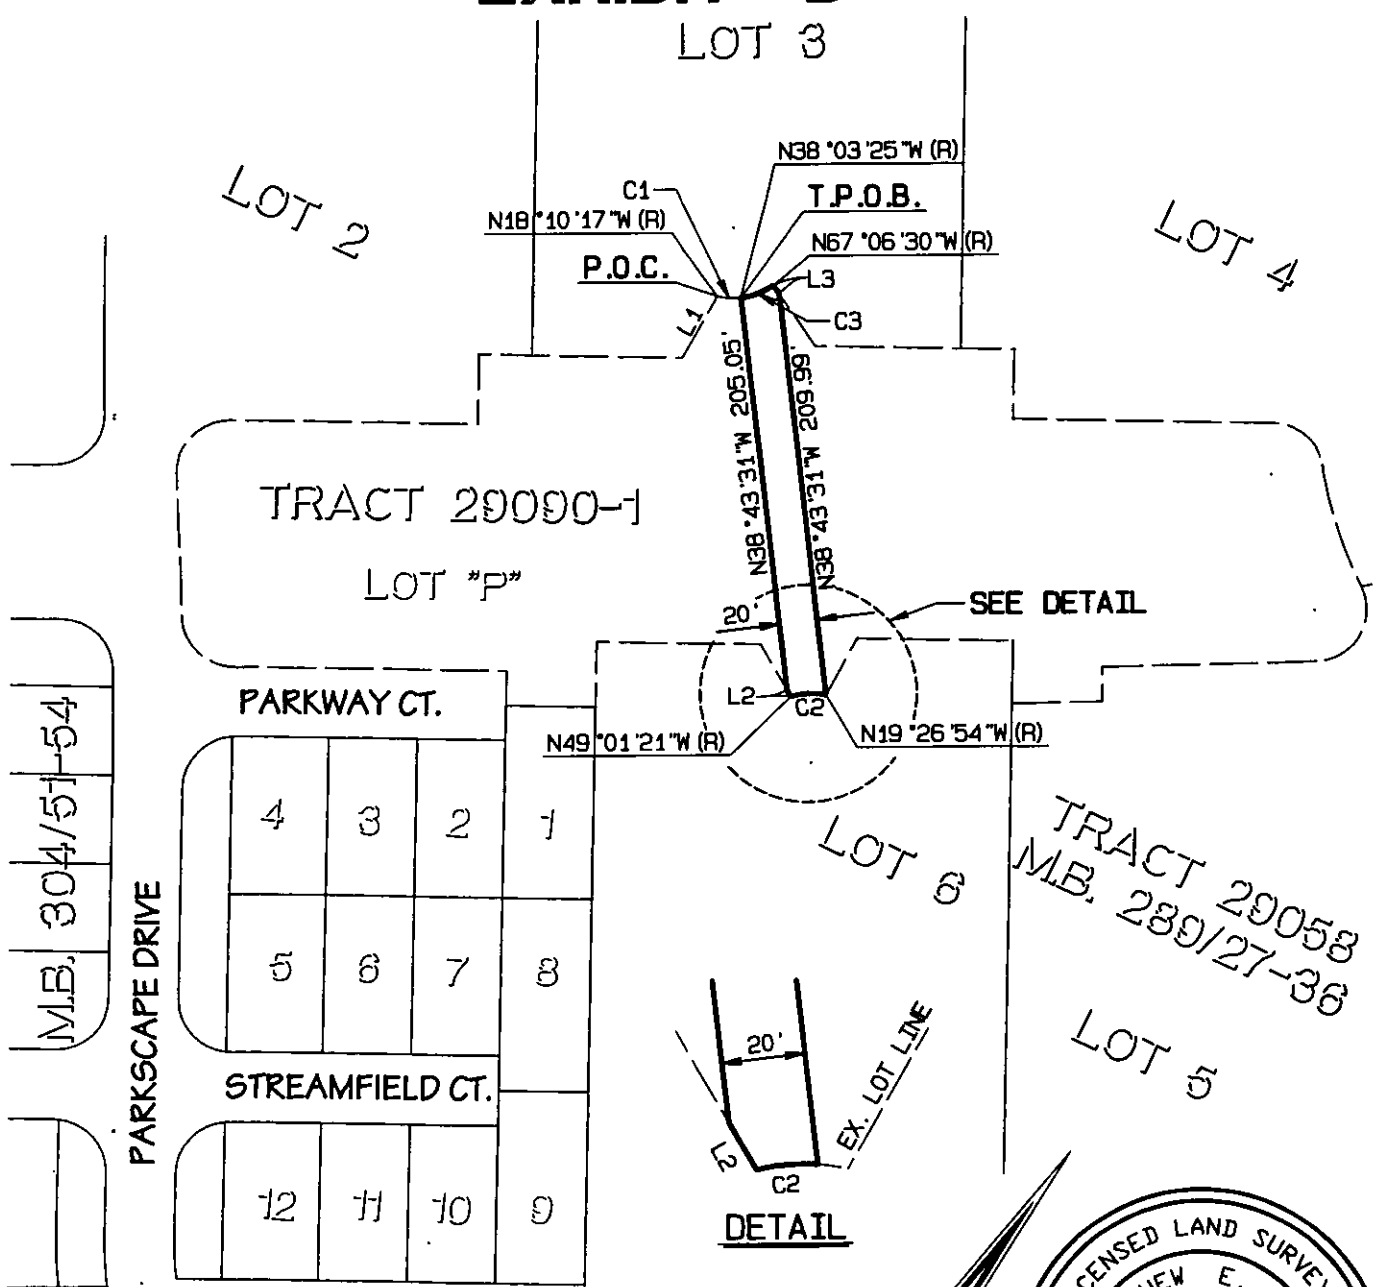 LOT 3
N38°03'25"W (R)
LOT 2
C1
T.P.O.B.
N18°10'17"W (R)
N67°06'30"W (R)
LOT 4
P.O.C.
L3
L1
C3
N38°43'31"W 205.05'
N38°43'31"W 209.99'
TRACT 29090-1
LOT "P"
SEE DETAIL
20'
PARKWAY CT.
L2
C2
N49°01'21"W (R)
N19°26'54"W (R)
M.B. 304/51-54
4
3
2
1
LOT 6
TRACT 29058
M.B. 289/27-36
PARKSCAPE DRIVE
5
6
7
8
LOT 5
20'
EX. LOT LINE
STREAMFIELD CT.
L2
C2
12
11
10
9
DETAIL
LAND